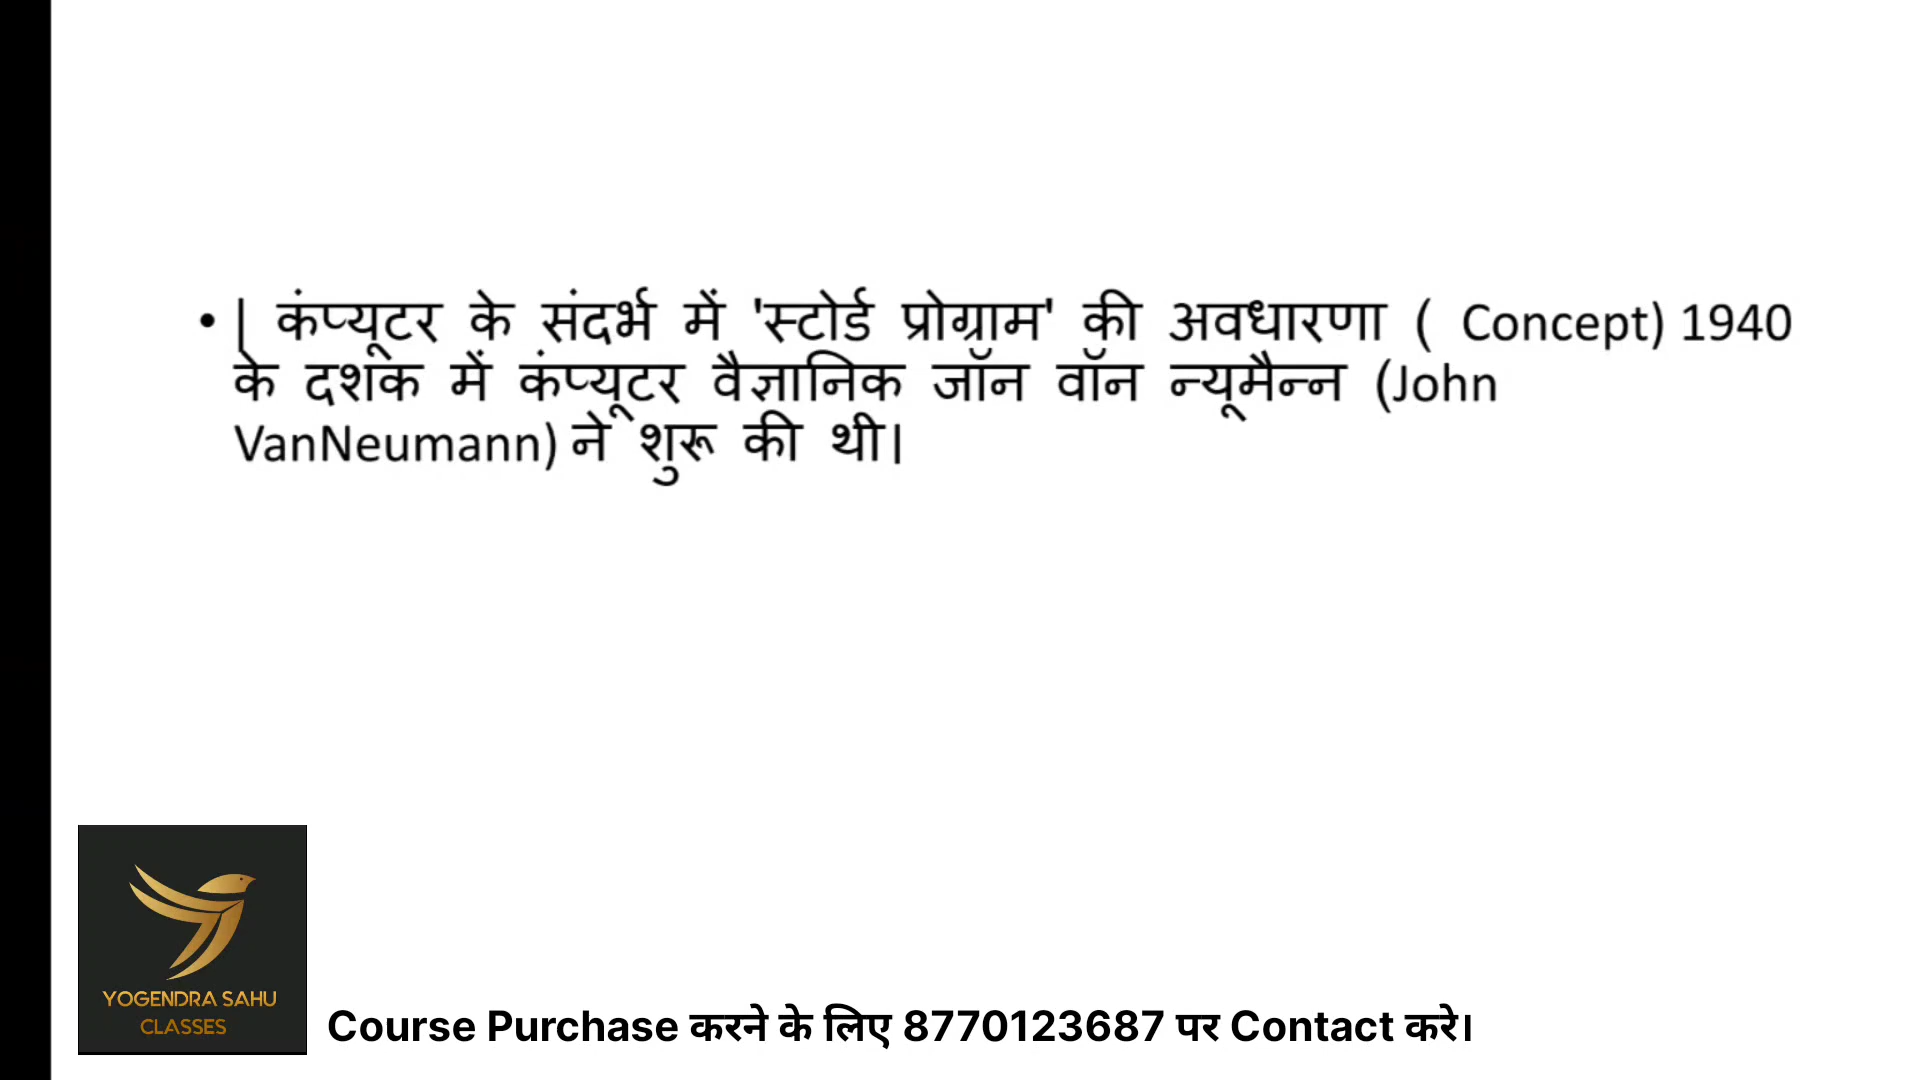 • | कंप्यूटर के संदर्भ में 'स्टोर्ड प्रोग्राम' की अवधारणा ( Concept) 1940
के दशक में कंप्यूटर वैज्ञानिक जॉन वॉन न्यूमैन्न (John
VanNeumann) ने शुरू की थी।
YOGENDRA SAHU
CLASSES
Course Purchase करने के लिए 8770123687 पर Contact करे।